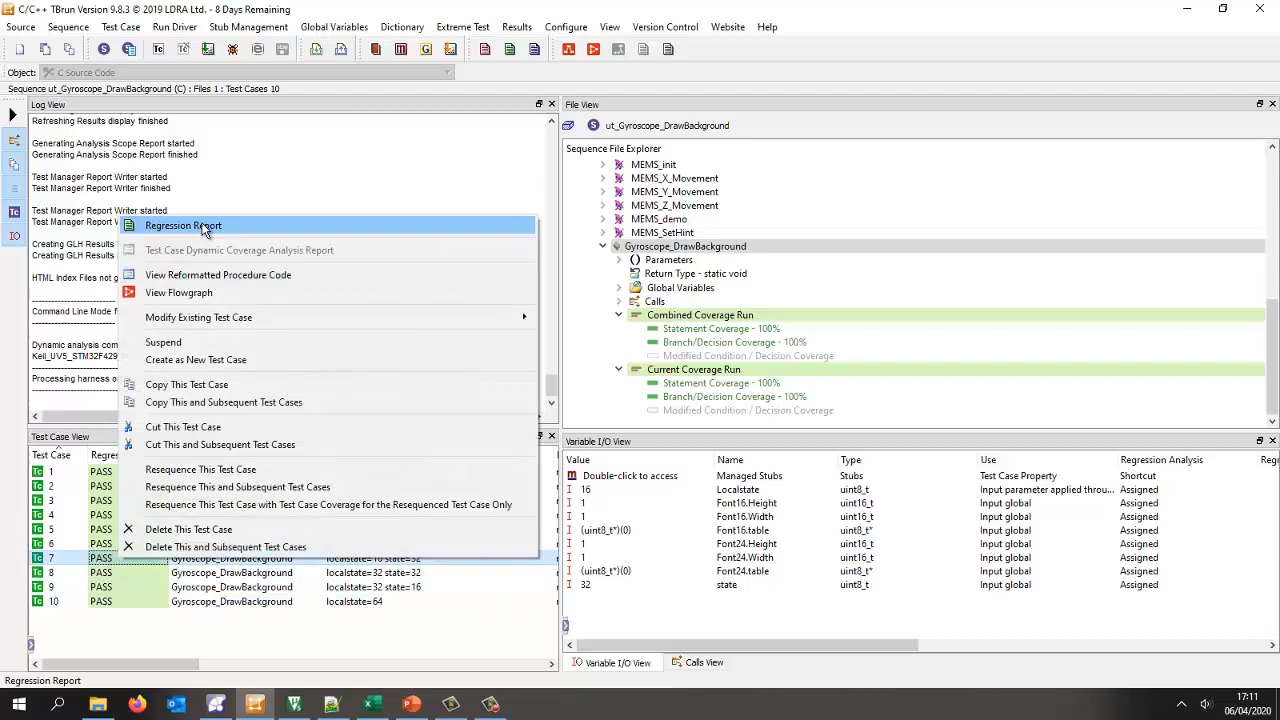 C/C++ TBrun Version 9.8.3 © 2019 LDRA Ltd. - 8 Days Remaining
Source Sequence Test Case Run Driver Stub Management Global Variables Dictionary Extreme Test Results Configure View Version Control Website Help
Object: C Source Code
Sequence ut_Gyroscope_DrawBackground (C) : Files 1 : Test Cases 10
Log View
Refreshing Results display finished
Generating Analysis Scope Report started
Generating Analysis Scope Report finished
Test Manager Report Writer started
Test Manager Report Writer finished
Test Manager Report Writer started
Test Manager Report W
Creating GLH Results
Creating GLH Results
HTML Index Files not g
Command Line Mode f
Dynamic analysis com
Keil_UV5_STM32F42
Processing harness o
Regression Report
Test Case Dynamic Coverage Analysis Report
View Reformatted Procedure Code
View Flowgraph
Modify Existing Test Case
Suspend
Create as New Test Case
Copy This Test Case
Copy This and Subsequent Test Cases
Cut This Test Case
Cut This and Subsequent Test Cases
Resequence This Test Case
Resequence This and Subsequent Test Cases
Resequence This Test Case with Test Case Coverage for the Resequenced Test Case Only
Delete This Test Case
Delete This and Subsequent Test Cases
Test Case View
Test Case Regres
1 PASS
2 PASS
3 PASS
4 PASS
5 PASS
6 PASS
7 PASS Gyroscope_DrawBackground localstate=16 state=32
8 PASS Gyroscope_DrawBackground localstate=32 state=32
9 PASS Gyroscope_DrawBackground localstate=32 state=16
10 PASS Gyroscope_DrawBackground localstate=64
File View
ut_Gyroscope_DrawBackground
Sequence File Explorer
MEMS_init
MEMS_X_Movement
MEMS_Y_Movement
MEMS_Z_Movement
MEMS_demo
MEMS_SetHint
Gyroscope_DrawBackground
Parameters
Return Type - static void
Global Variables
Calls
Combined Coverage Run
Statement Coverage - 100%
Branch/Decision Coverage - 100%
Modified Condition / Decision Coverage
Current Coverage Run
Statement Coverage - 100%
Branch/Decision Coverage - 100%
Modified Condition / Decision Coverage
Variable I/O View
Value Name Type Use Regression Analysis Regr
Double-click to access Managed Stubs Stubs Test Case Property Shortcut
16 Localstate uint8_t Input parameter applied throu... Assigned
1 Font16.Height uint8_t Input global Assigned
1 Font16.Width uint8_t Input global Assigned
(uint8_t*)(0) Font16.table uint8_t* Input global Assigned
1 Font24.Height uint8_t Input global Assigned
1 Font24.Width uint8_t Input global Assigned
(uint8_t*)(0) Font24.table uint8_t* Input global Assigned
32 state uint8_t Input global Assigned
IO Variable I/O View Calls View
Regression Report
17:11
06/04/2020